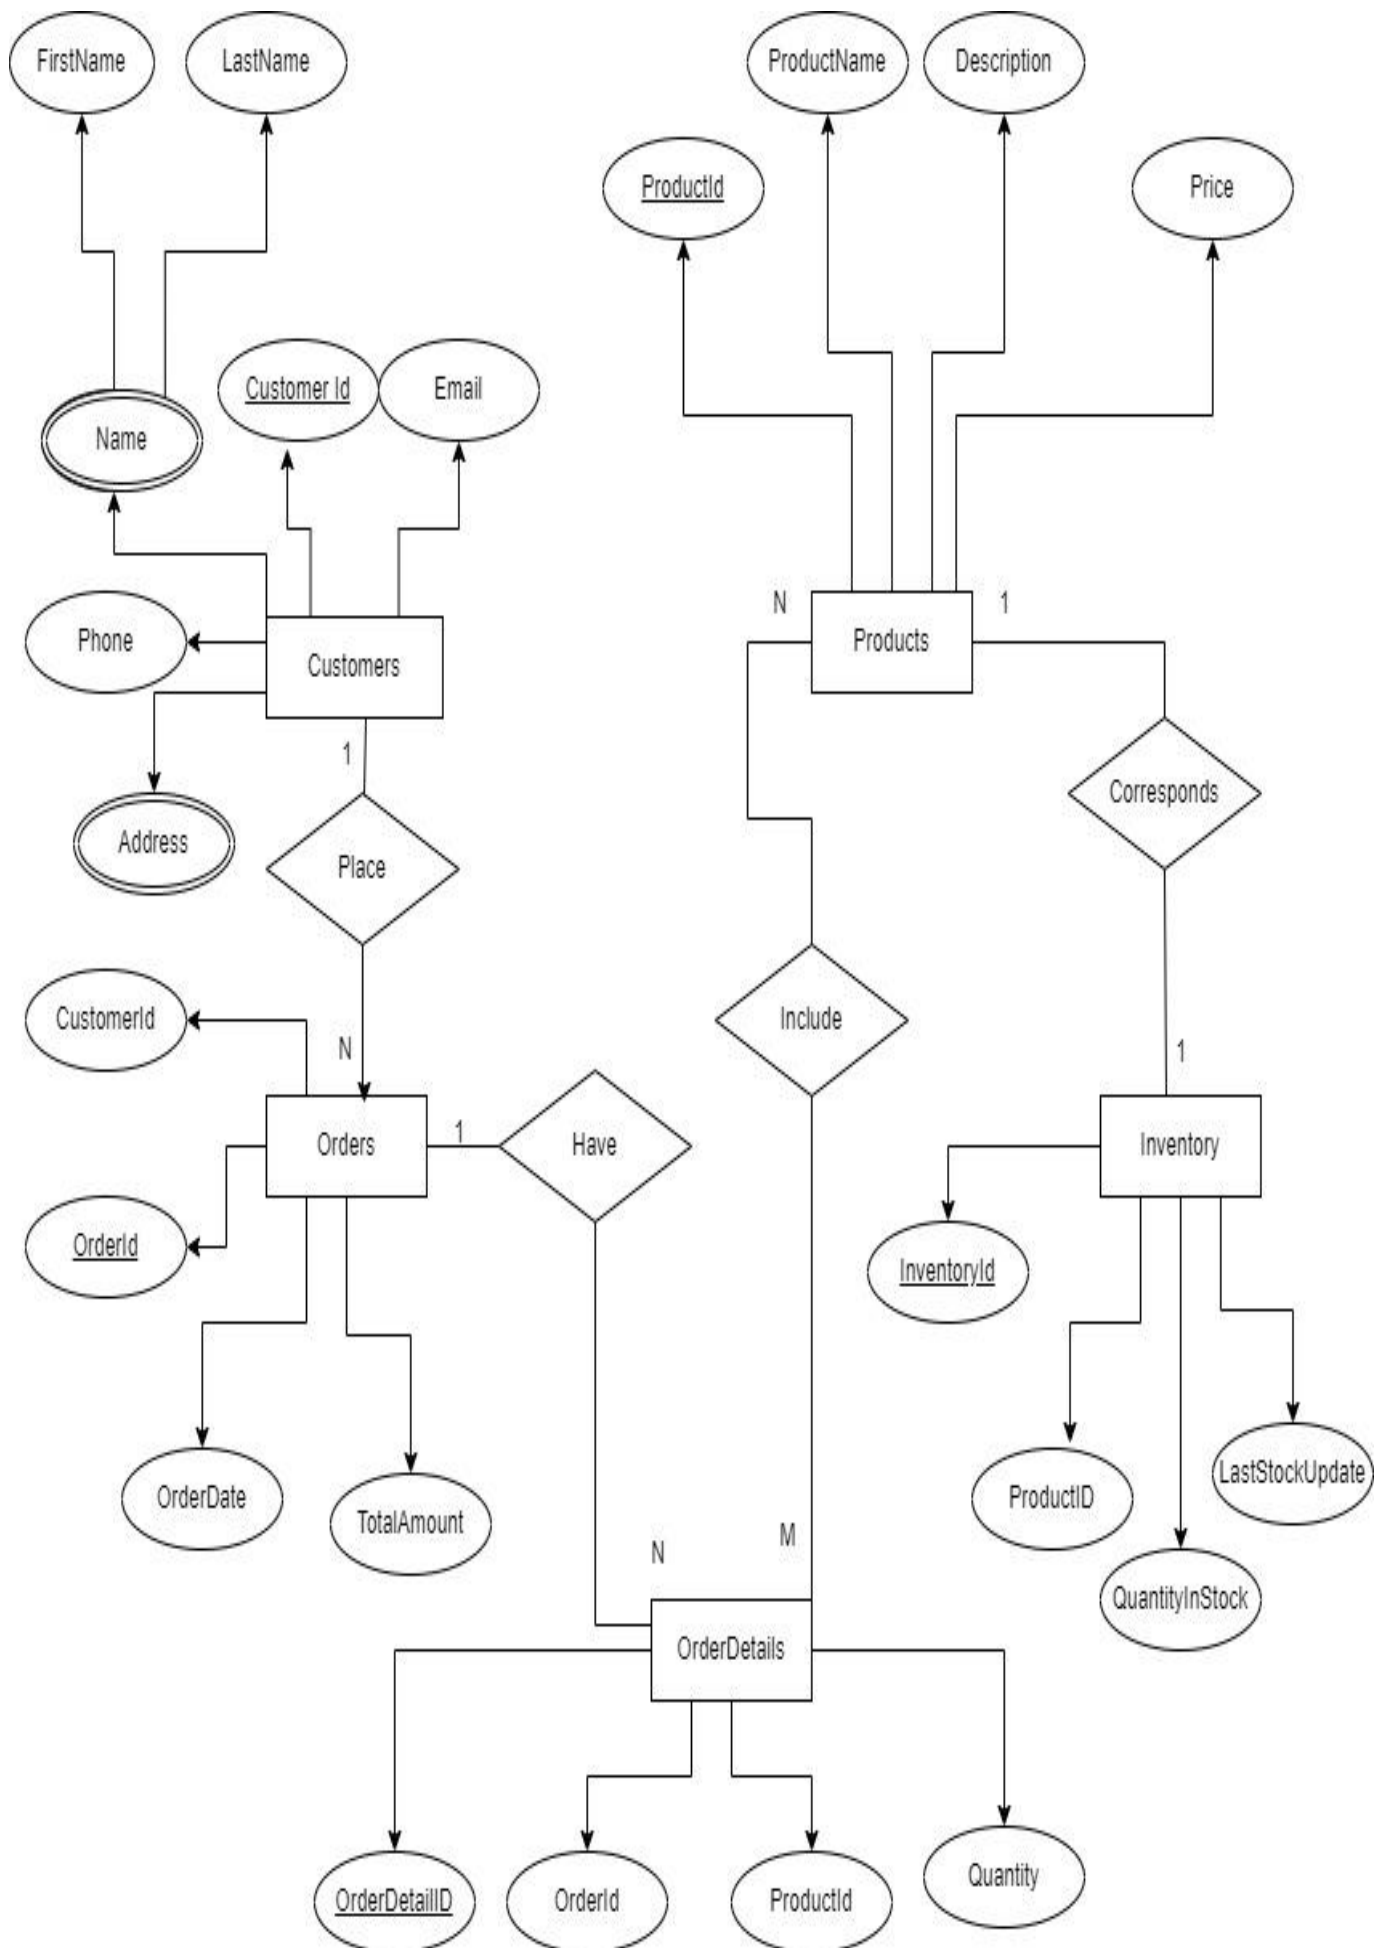 FirstName
LastName
ProductName
Description
ProductId
Price
Customer Id
Email
Name
N
1
Phone
Products
Customers
1
Corresponds
Address
Place
CustomerId
Include
N
1
Orders
1
Have
Inventory
OrderId
InventoryId
OrderDate
ProductID
LastStockUpdate
TotalAmount
M
N
QuantityInStock
OrderDetails
OrderDetailID
OrderId
ProductId
Quantity